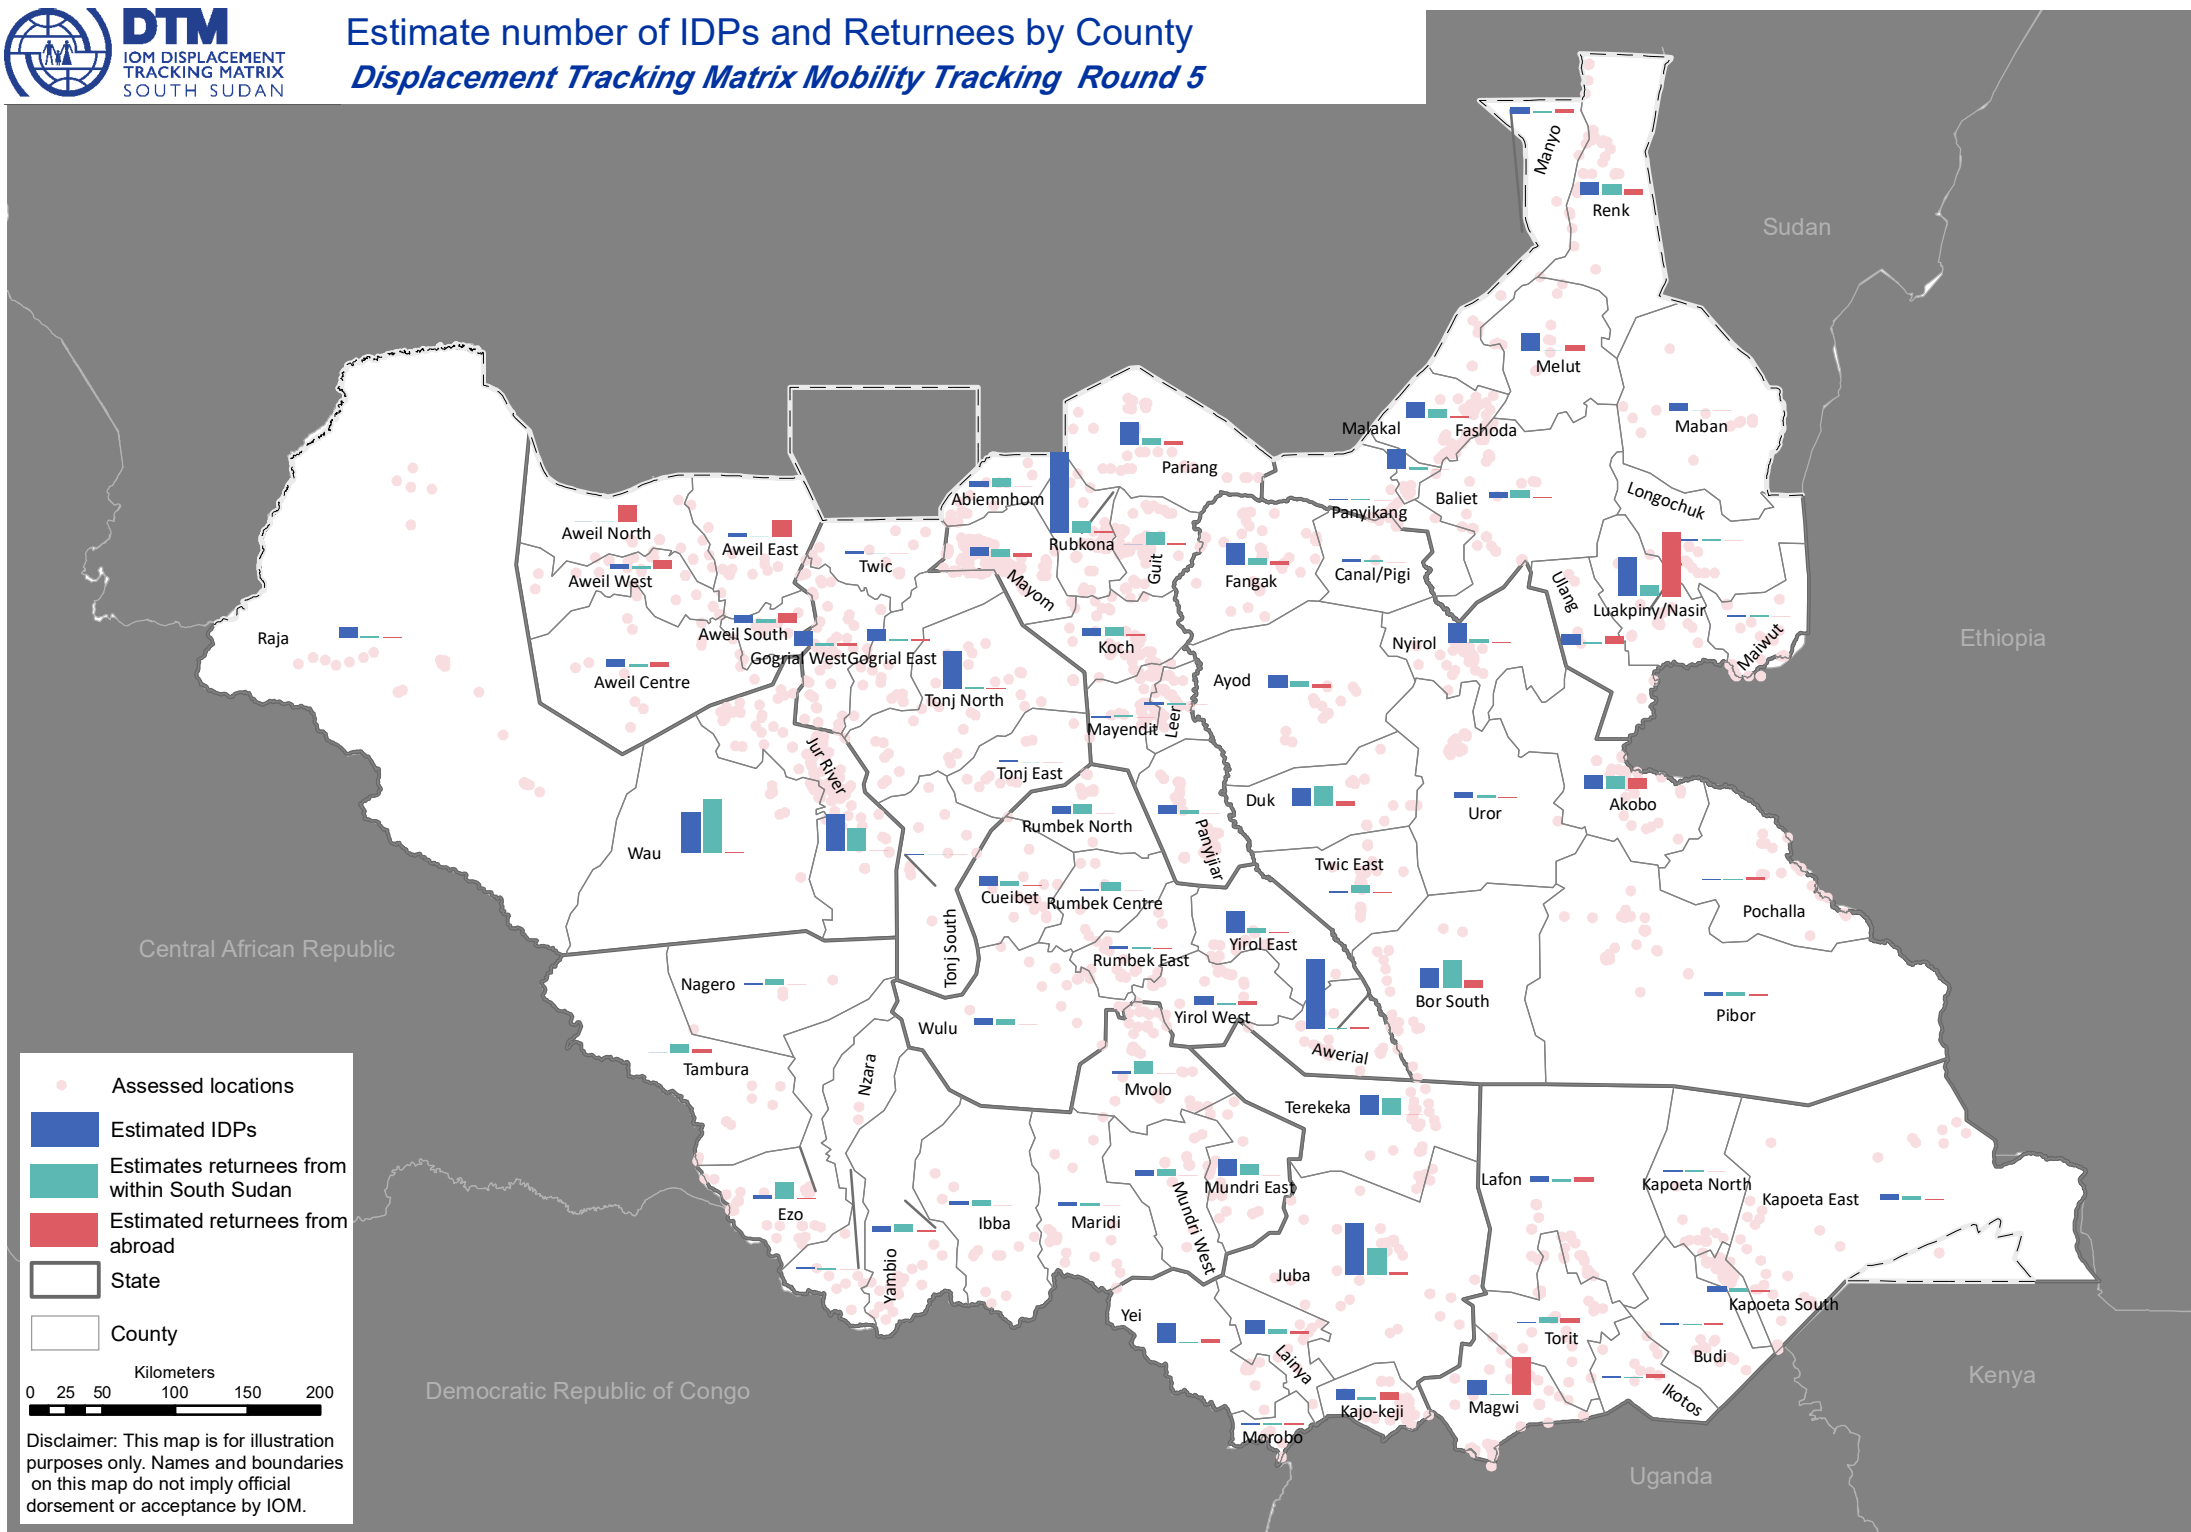 DTM
IOM DISPLACEMENT
TRACKING MATRIX
SOUTH SUDAN
Estimate number of IDPs and Returnees by County
Displacement Tracking Matrix Mobility Tracking Round 5
Manyo
Renk
Sudan
Melut
Maban
Malakal
Fashoda
Pariang
Abiemnhom
Baliet
Longochuk
Panyikang
Aweil North
Aweil East
Rubkona
Twic
Guit
Fangak
Canal/Pigi
Aweil West
Mayom
Ulang
Luakpiny/Nasir
Raja
Aweil South
Gogrial West
Gogrial East
Koch
Nyirol
Maiwut
Ethiopia
Aweil Centre
Tonj North
Ayod
Mayendit
Leer
Jur River
Tonj East
Duk
Uror
Akobo
Rumbek North
Panyijiar
Wau
Twic East
Cueibet
Rumbek Centre
Pochalla
Central African Republic
Tonj South
Yirol East
Rumbek East
Nagero
Bor South
Pibor
Wulu
Yirol West
Awerial
Tambura
Nzara
Mvolo
Terekeka
Lafon
Kapoeta North
Kapoeta East
Mundri East
Mundri West
Ezo
Ibba
Maridi
Yambio
Juba
Kapoeta South
Yei
Torit
Lainya
Budi
Ikotos
Magwi
Kajo-keji
Morobo
Kenya
Uganda
Democratic Republic of Congo
Assessed locations
Estimated IDPs
Estimates returnees from
within South Sudan
Estimated returnees from
abroad
State
County
Kilometers
0 25 50 100 150 200
Disclaimer: This map is for illustration
purposes only. Names and boundaries
on this map do not imply official
dorsement or acceptance by IOM.